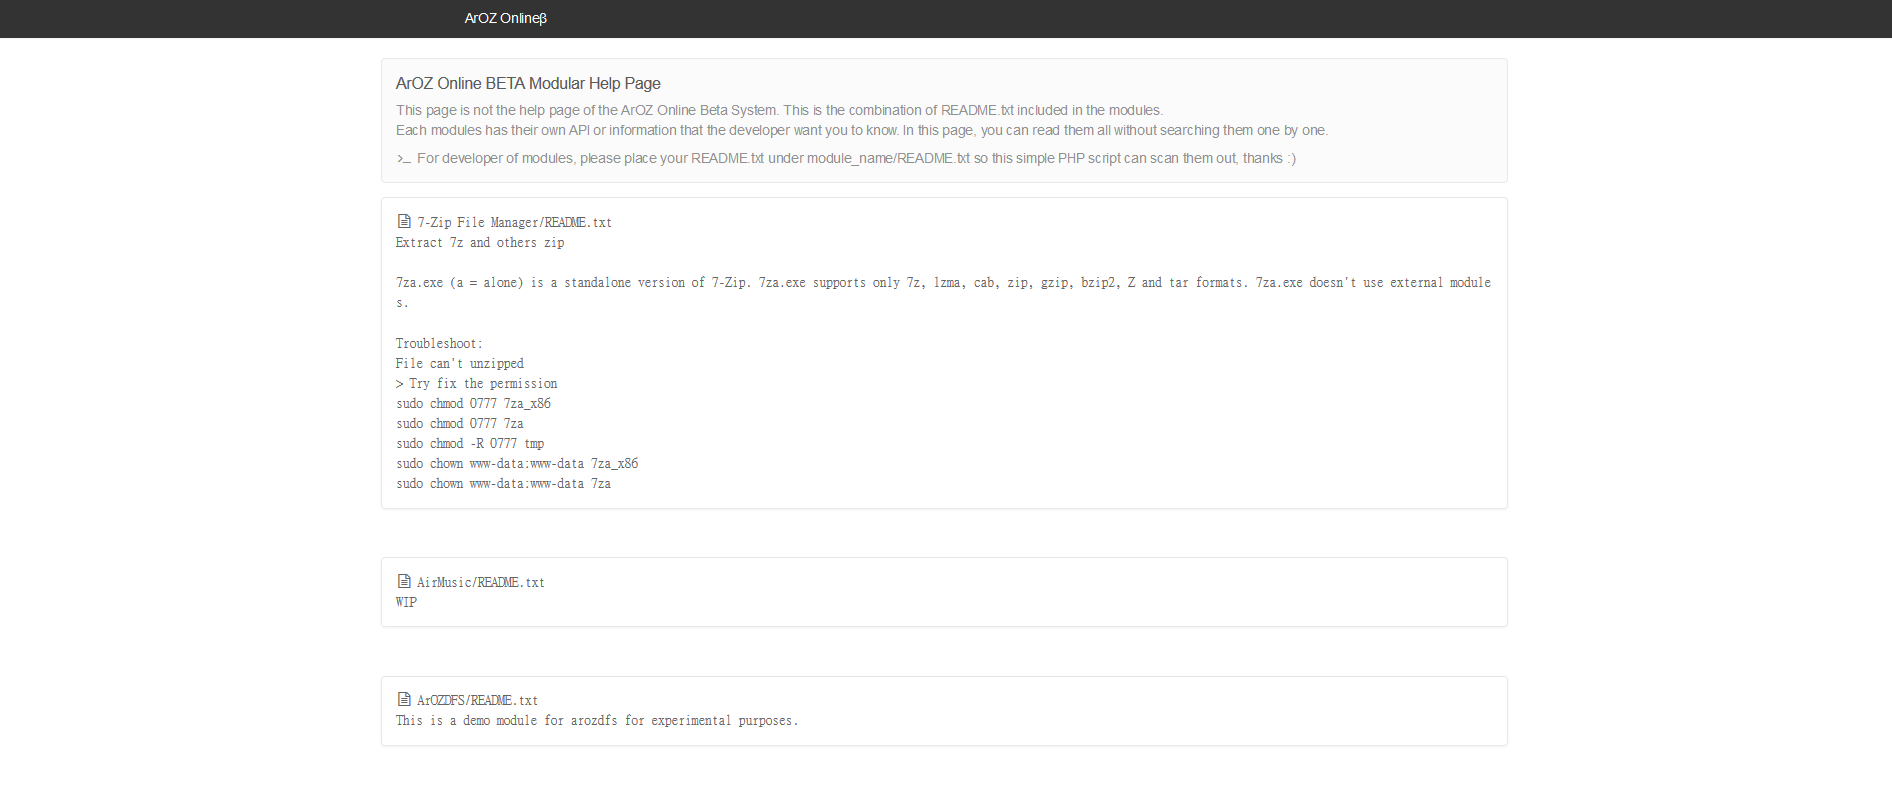 ArOZ Onlineβ
ArOZ Online BETA Modular Help Page
This page is not the help page of the ArOZ Online Beta System. This is the combination of README.txt included in the modules.
Each modules has their own API or information that the developer want you to know. In this page, you can read them all without searching them one by one.
>_ For developer of modules, please place your README.txt under module_name/README.txt so this simple PHP script can scan them out, thanks :)
7-Zip File Manager/README.txt
Extract 7z and others zip
7za.exe (a = alone) is a standalone version of 7-Zip. 7za.exe supports only 7z, lzma, cab, zip, gzip, bzip2, Z and tar formats. 7za.exe doesn't use external module
s.
Troubleshoot:
File can't unzipped
> Try fix the permission
sudo chmod 0777 7za_x86
sudo chmod 0777 7za
sudo chmod -R 0777 tmp
sudo chown www-data:www-data 7za_x86
sudo chown www-data:www-data 7za
AirMusic/README.txt
WIP
ArOZDFS/README.txt
This is a demo module for arozdfs for experimental purposes.